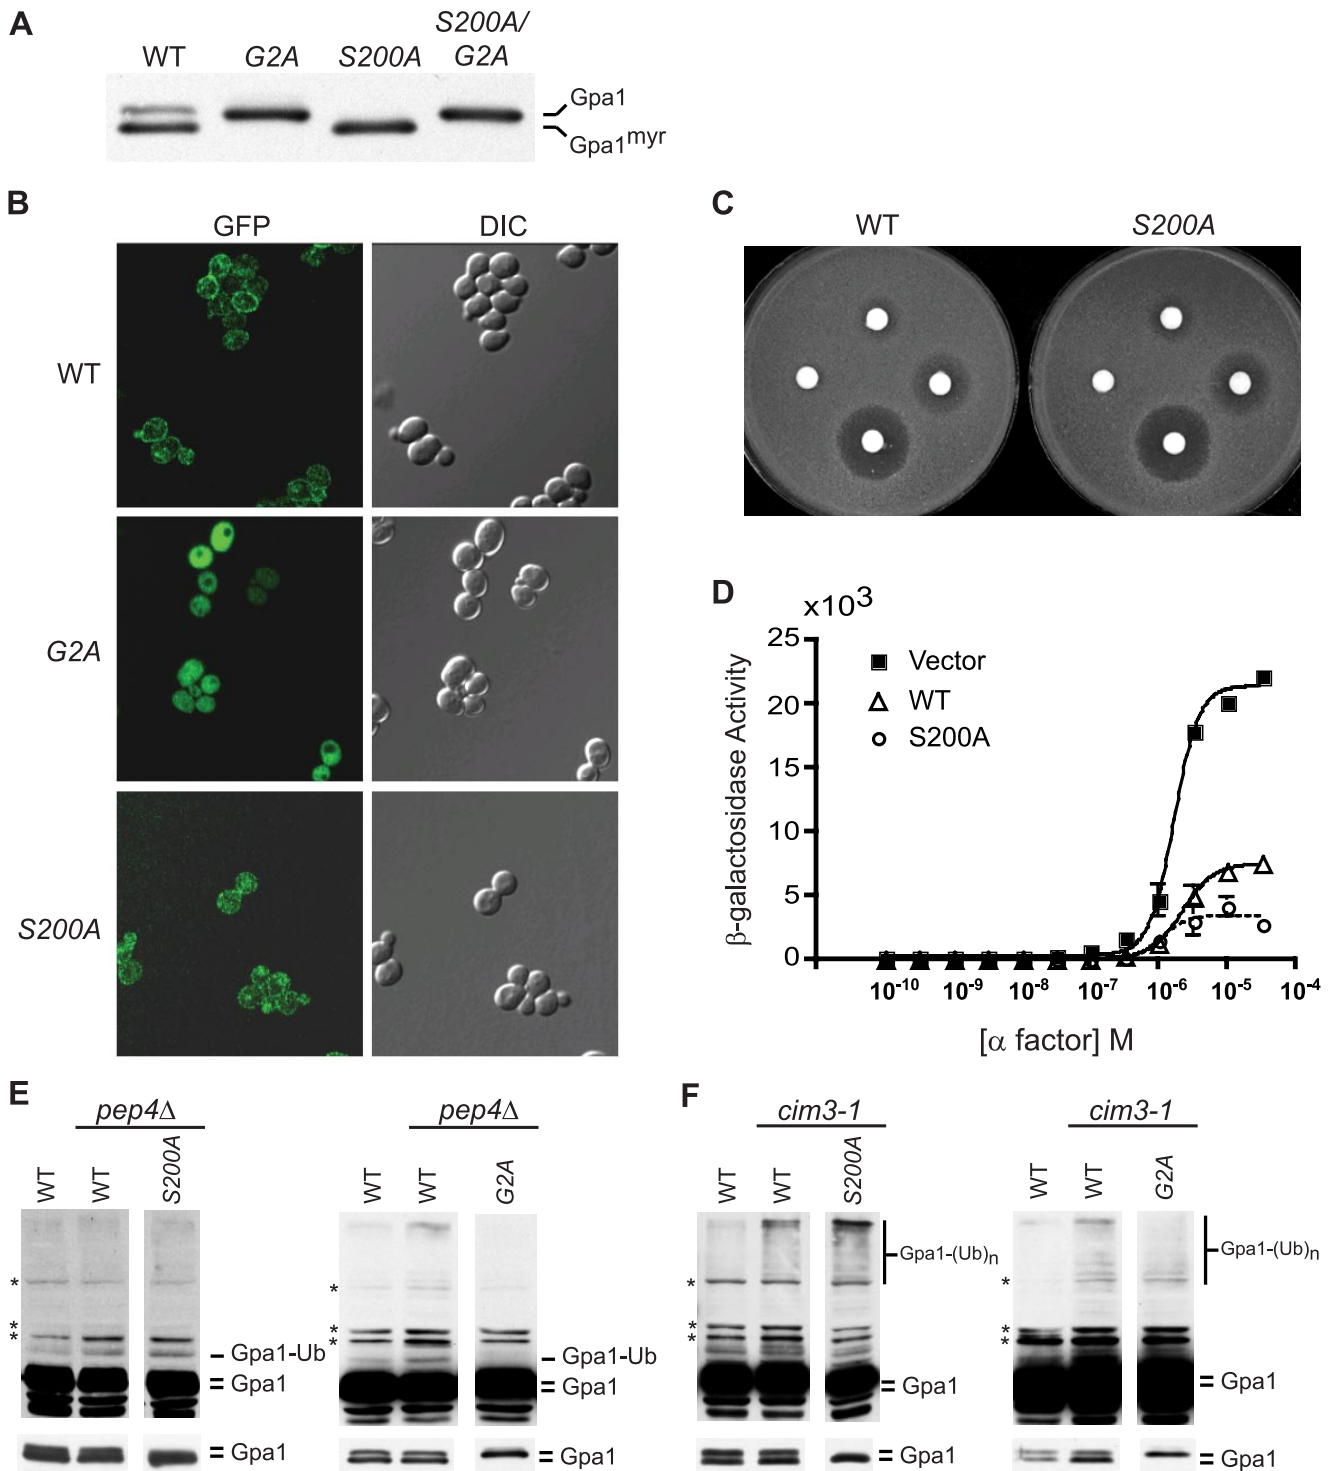 A
WT G2A S200A S200A/G2A
Gpa1
Gpa1myr
B
GFP DIC
WT
G2A
S200A
C
WT S200A
D
x10³
β-galactosidase Activity
25
20
15
10
5
0
Vector
WT
S200A
10⁻¹⁰ 10⁻⁹ 10⁻⁸ 10⁻⁷ 10⁻⁶ 10⁻⁵ 10⁻⁴
[α factor] M
E
pep4Δ
WT WT S200A
*
*
*
Gpa1-Ub
Gpa1
Gpa1
pep4Δ
WT WT G2A
*
*
*
Gpa1-Ub
Gpa1
Gpa1
F
cim3-1
WT WT S200A
*
*
*
Gpa1-(Ub)n
Gpa1
Gpa1
cim3-1
WT WT G2A
*
*
*
Gpa1-(Ub)n
Gpa1
Gpa1